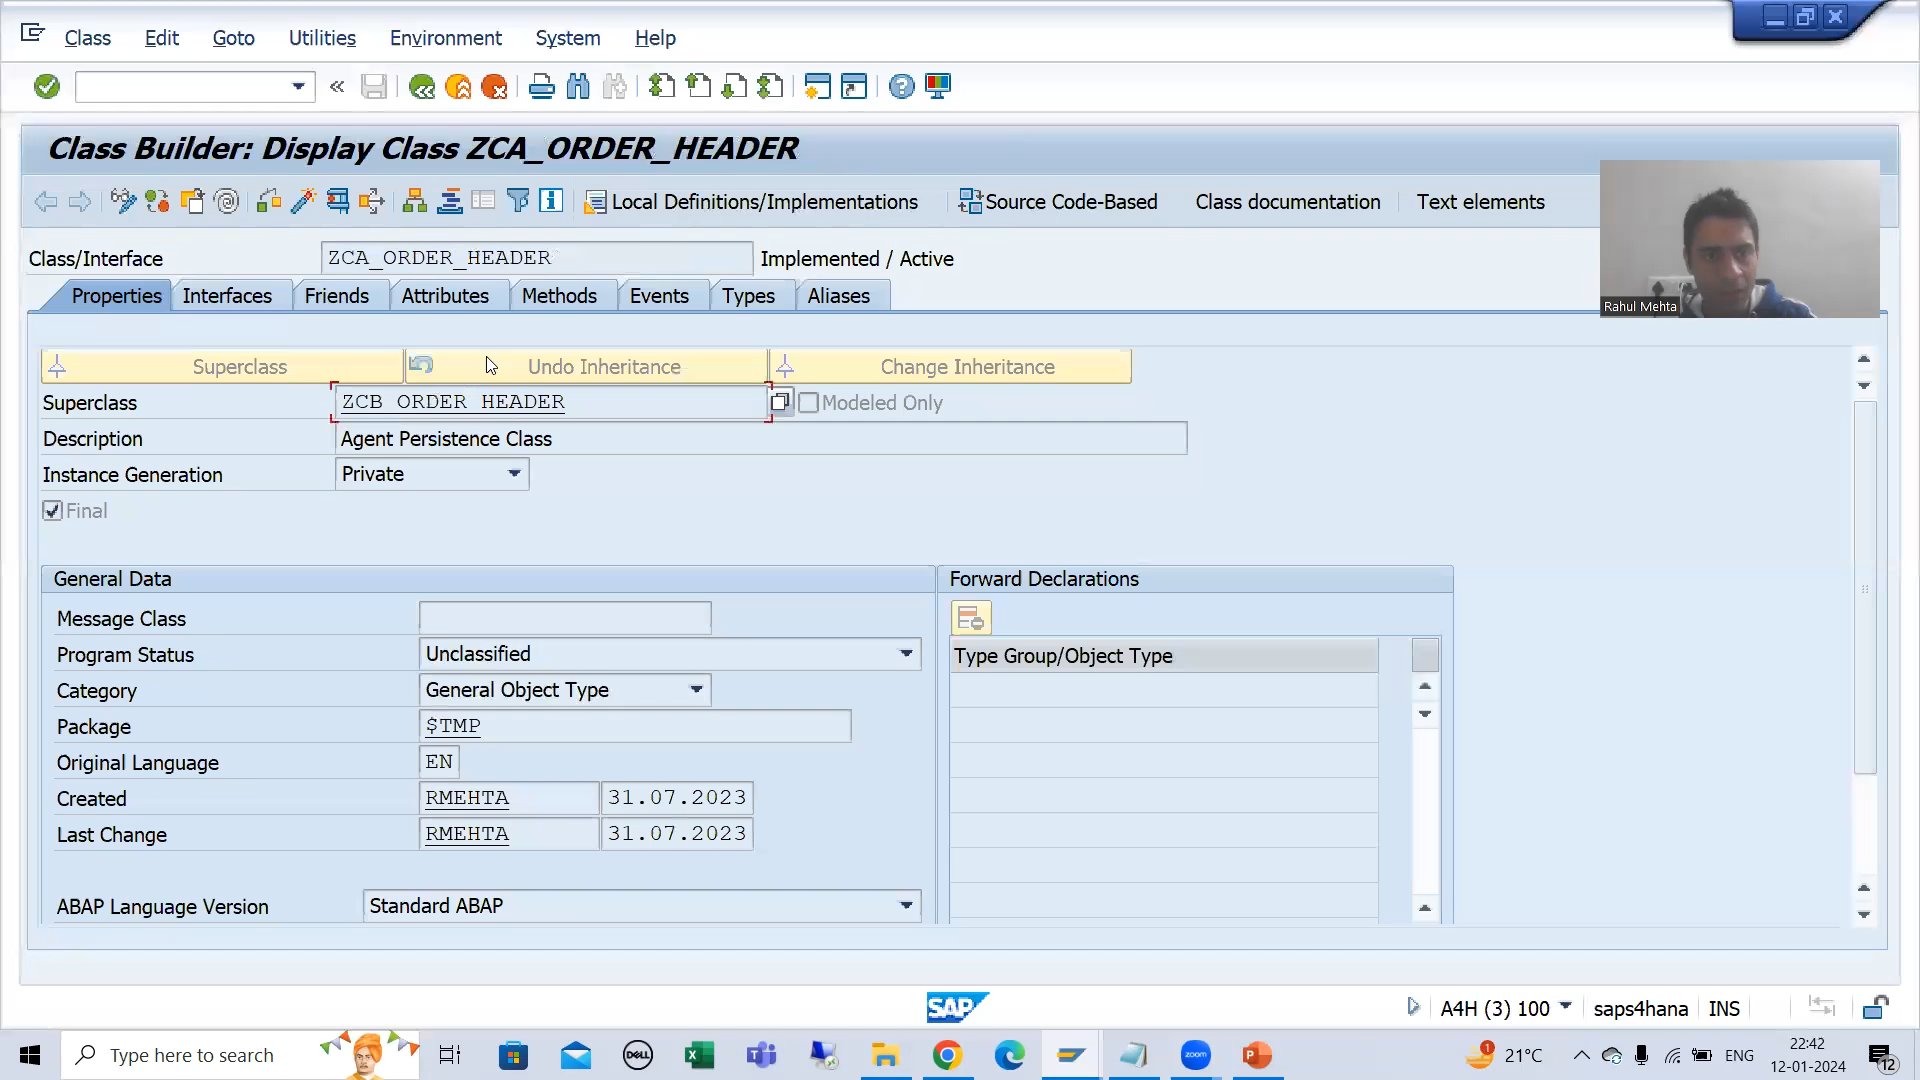 Class Edit Goto Utilities Environment System Help
Class Builder: Display Class ZCA_ORDER_HEADER
Local Definitions/Implementations Source Code-Based Class documentation Text elements
Class/Interface ZCA_ORDER_HEADER Implemented / Active
Properties Interfaces Friends Attributes Methods Events Types Aliases
Rahul Mehta
Superclass Undo Inheritance Change Inheritance
Superclass ZCB_ORDER_HEADER Modeled Only
Description Agent Persistence Class
Instance Generation Private
Final
General Data Forward Declarations
Message Class
Program Status Unclassified
Type Group/Object Type
Category General Object Type
Package $TMP
Original Language EN
Created RMEHTA 31.07.2023
Last Change RMEHTA 31.07.2023
ABAP Language Version Standard ABAP
SAP A4H (3) 100 saps4hana INS
Type here to search DELL zoom 1 21°C ENG 22:42
12-01-2024 12